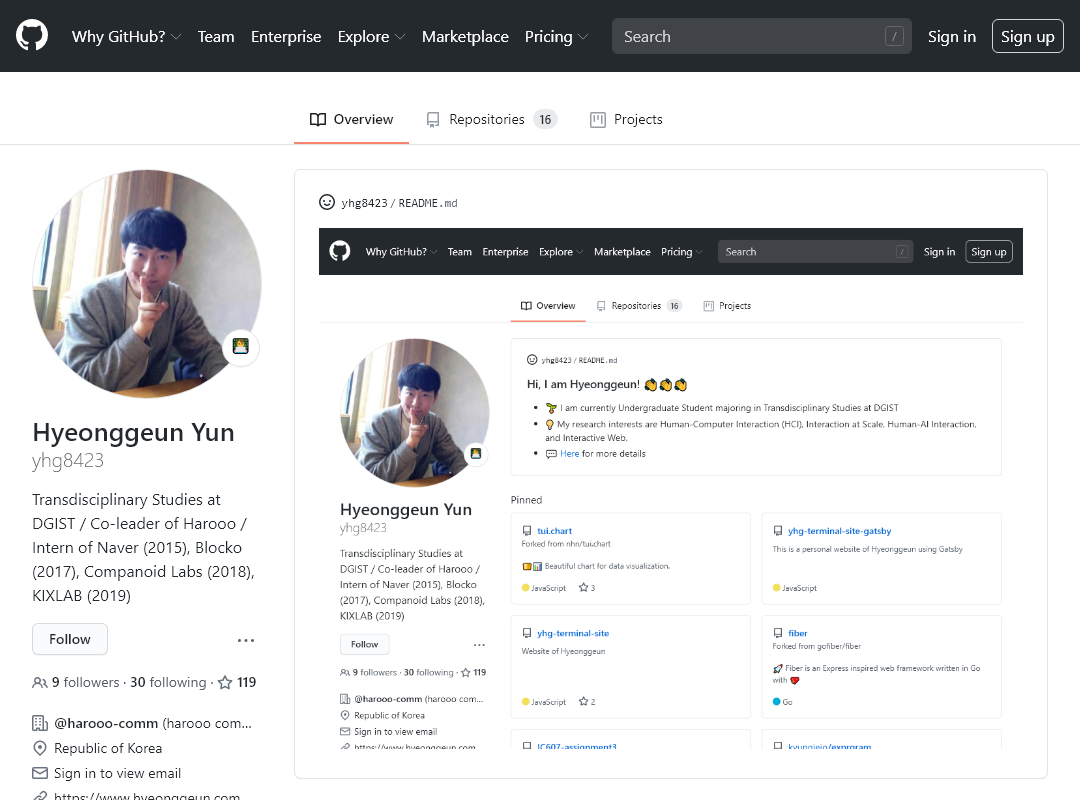 Why GitHub? Team Enterprise Explore Marketplace Pricing Search / Sign in Sign up
Overview Repositories 16 Projects
Hyeonggeun Yun
yhg8423
Transdisciplinary Studies at
DGIST / Co-leader of Harooo /
Intern of Naver (2015), Blocko
(2017), Companoid Labs (2018),
KIXLAB (2019)
Follow
9 followers · 30 following · 119
@harooo-comm (harooo com...
Republic of Korea
Sign in to view email
https://www.hyeonggeun.com
yhg8423 / README.md
Why GitHub? Team Enterprise Explore Marketplace Pricing Search / Sign in Sign up
Overview Repositories 16 Projects
Hyeonggeun Yun
yhg8423
Transdisciplinary Studies at
DGIST / Co-leader of Harooo /
Intern of Naver (2015), Blocko
(2017), Companoid Labs (2018),
KIXLAB (2019)
Follow
9 followers · 30 following · 119
@harooo-comm (harooo com...
Republic of Korea
Sign in to view email
https://www.hyeonggeun.com
yhg8423 / README.md
Hi, I am Hyeonggeun! 👏👏👏
• 🌱 I am currently Undergraduate Student majoring in Transdisciplinary Studies at DGIST
• 💡 My research interests are Human-Computer Interaction (HCI), Interaction at Scale, Human-AI Interaction,
and Interactive Web.
• 💬 Here for more details
Pinned
tui.chart
Forked from nhn/tui.chart
🍞📊 Beautiful chart for data visualization.
JavaScript 3
yhg-terminal-site-gatsby
This is a personal website of Hyeonggeun using Gatsby
JavaScript
yhg-terminal-site
Website of Hyeonggeun
JavaScript 2
fiber
Forked from gofiber/fiber
🚀 Fiber is an Express inspired web framework written in Go
with ❤️
Go
IC607-assignment3
kyungjejo/exprgram